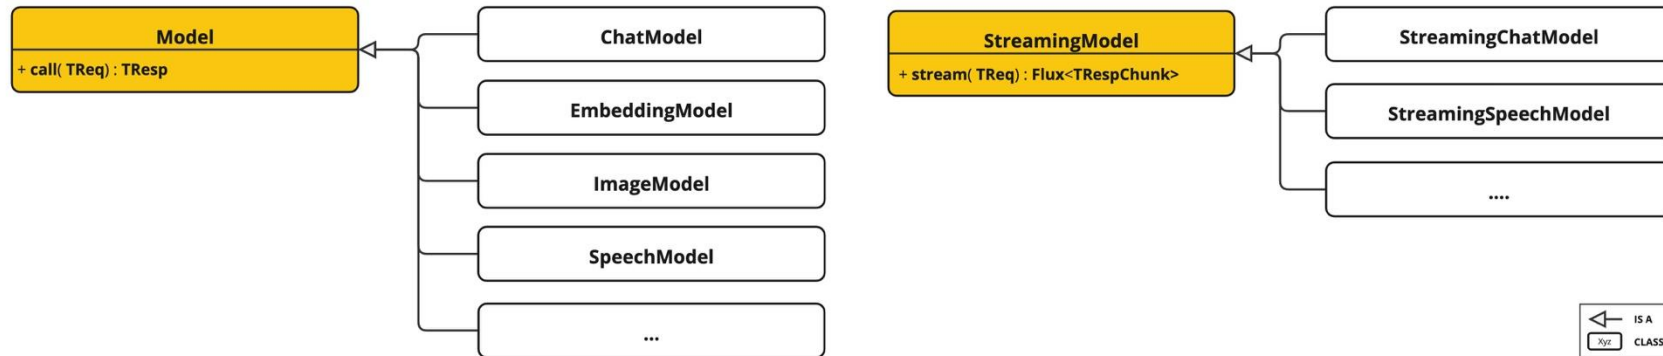 Model
+ call( TReq) : TResp
ChatModel
EmbeddingModel
ImageModel
SpeechModel
...
StreamingModel
+ stream( TReq) : Flux<TRespChunk>
StreamingChatModel
StreamingSpeechModel
....
IS A
Xyz CLASS